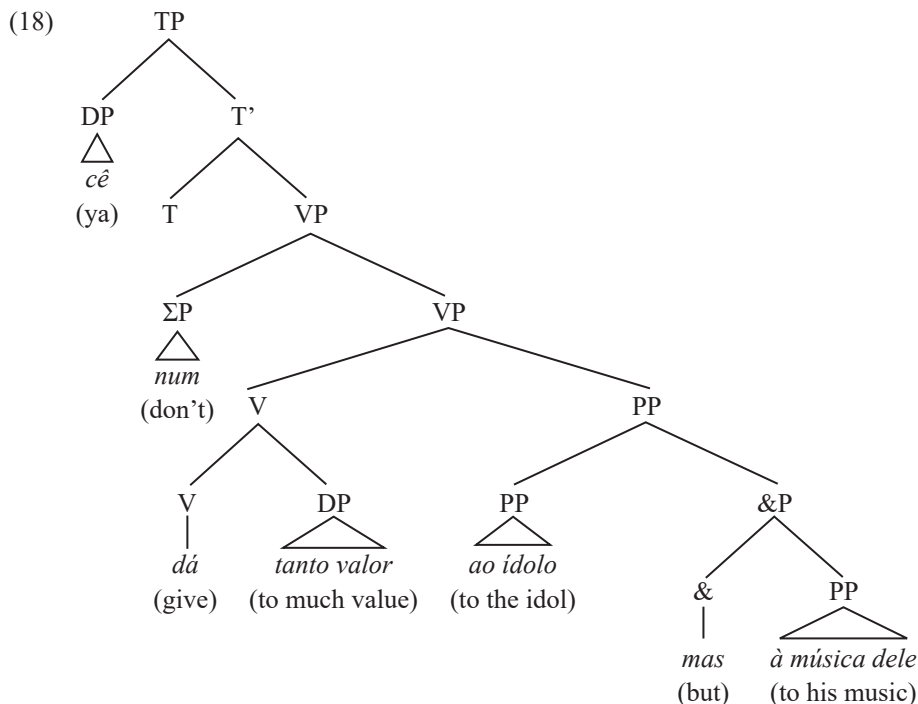 (18) TP
DP T’
cê
(ya) T VP
ΣP VP
num
(don’t) V PP
V DP PP &P
dá tanto valor ao ídolo
(give) (to much value) (to the idol) & PP
mas à música dele
(but) (to his music)